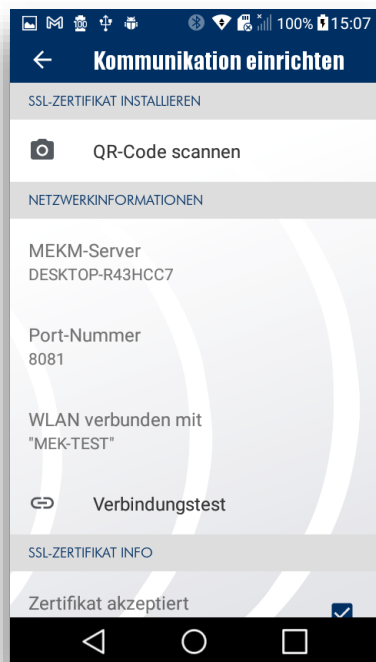 100% 15:07
Kommunikation einrichten
SSL-ZERTIFIKAT INSTALLIEREN
QR-Code scannen
NETZWERKINFORMATIONEN
MEKM-Server
DESKTOP-R43HCC7
Port-Nummer
8081
WLAN verbunden mit
"MEK-TEST"
Verbindungstest
SSL-ZERTIFIKAT INFO
Zertifikat akzeptiert